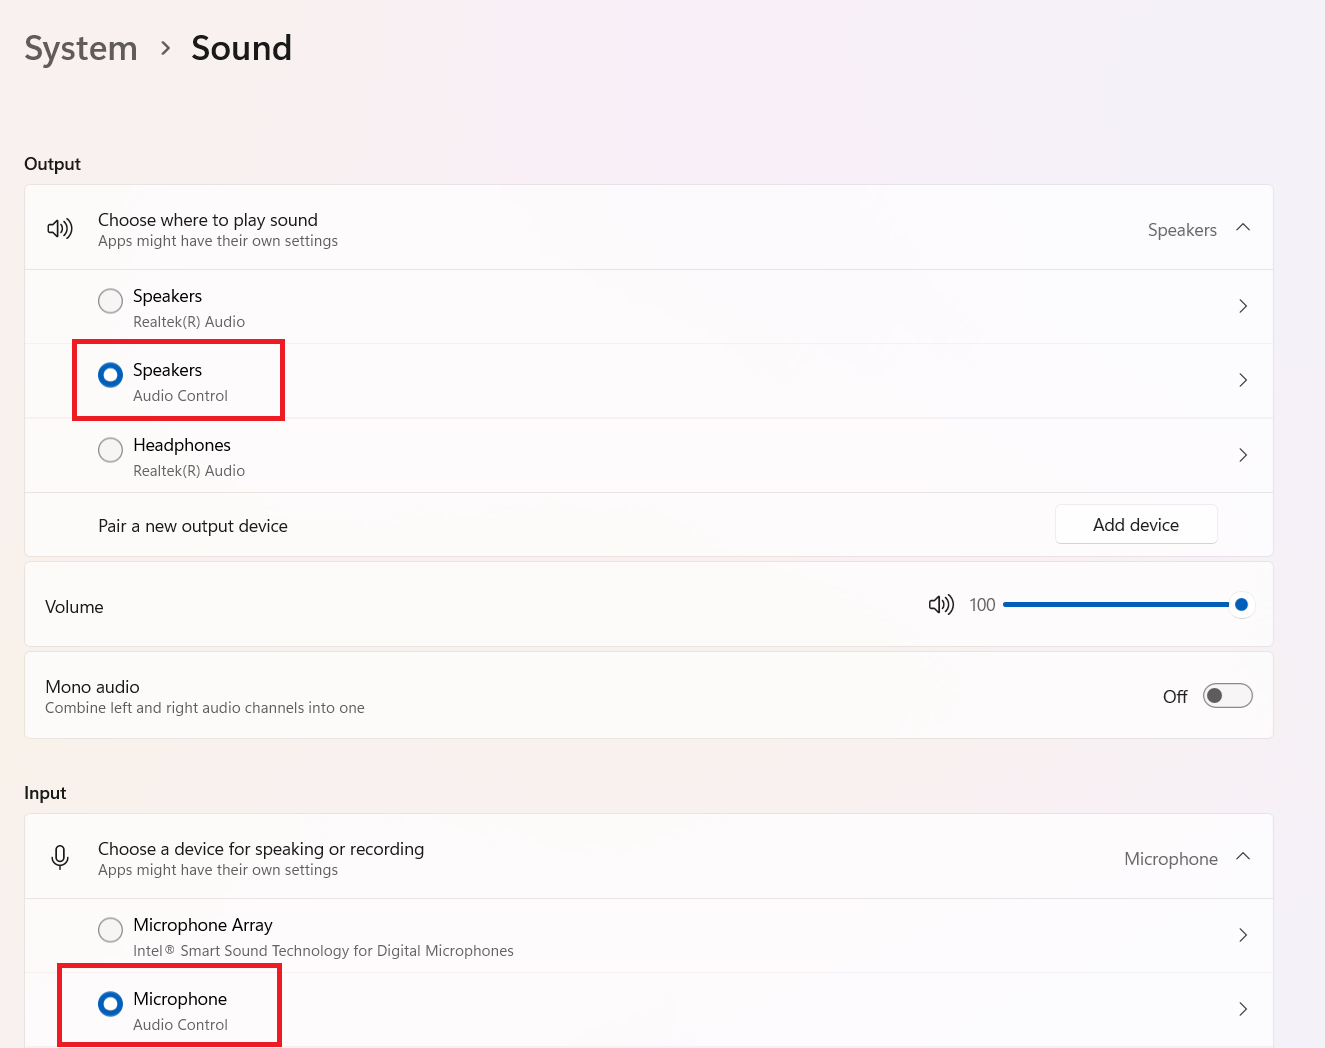 System > Sound
Output
Choose where to play sound
Apps might have their own settings
Speakers
Speakers
Realtek(R) Audio
Speakers
Audio Control
Headphones
Realtek(R) Audio
Pair a new output device
Add device
Volume
100
Mono audio
Combine left and right audio channels into one
Off
Input
Choose a device for speaking or recording
Apps might have their own settings
Microphone
Microphone Array
Intel® Smart Sound Technology for Digital Microphones
Microphone
Audio Control